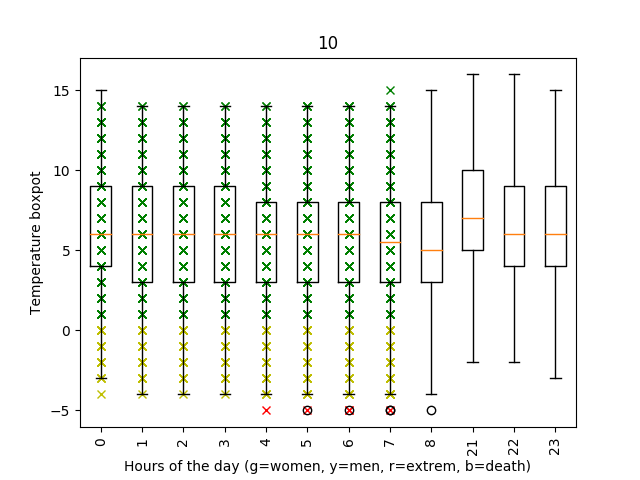 10
15
10
5
0
−5
Temperature boxpot
0 1 2 3 4 5 6 7 8 21 22 23
Hours of the day (g=women, y=men, r=extrem, b=death)